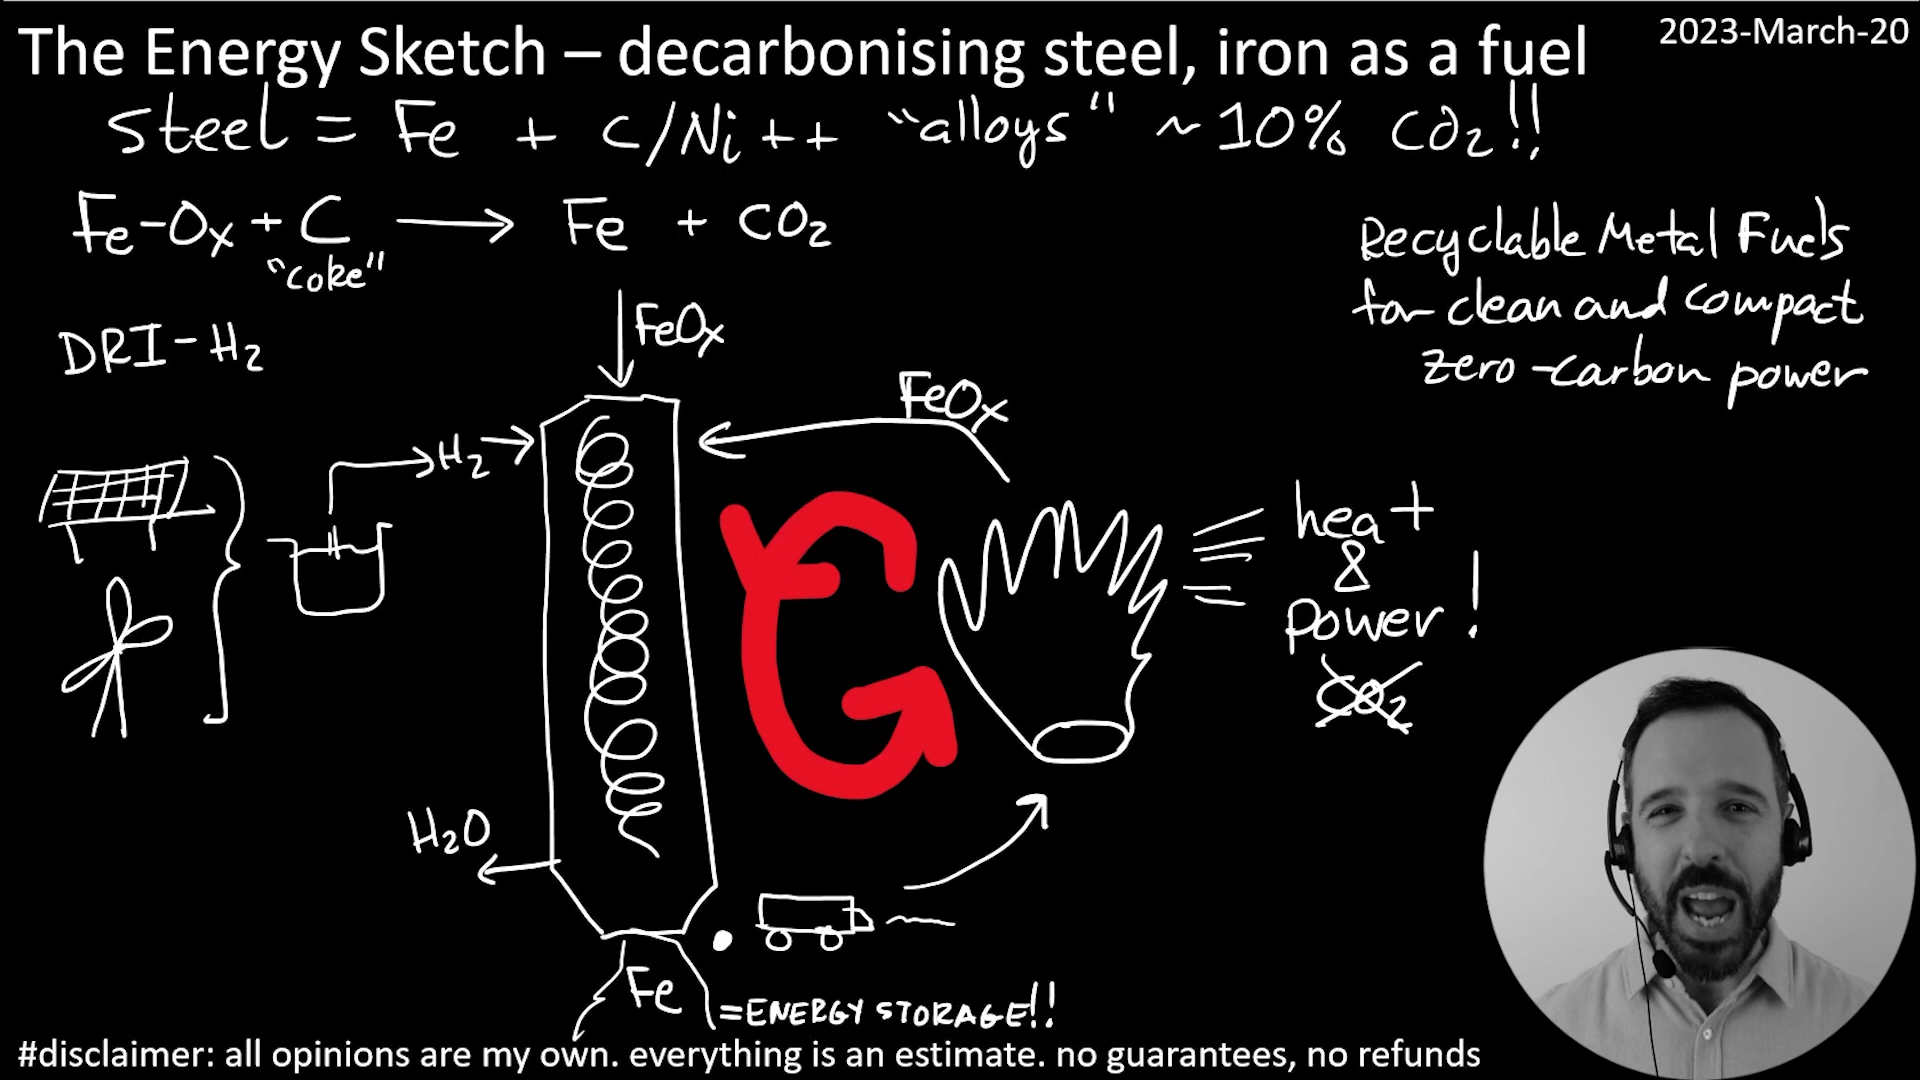 The Energy Sketch – decarbonising steel, iron as a fuel
2023-March-20
steel = Fe + C/Ni ++ "alloys" ~ 10% CO2!!
Fe-Ox + C → Fe + CO2
"coke"
Recyclable Metal Fuels
for clean and compact
zero-carbon power
DRI-H2
FeOx
FeOx
H2
heat
&
power!
CO2
H2O
Fe
=ENERGY STORAGE!!
#disclaimer: all opinions are my own. everything is an estimate. no guarantees, no refunds